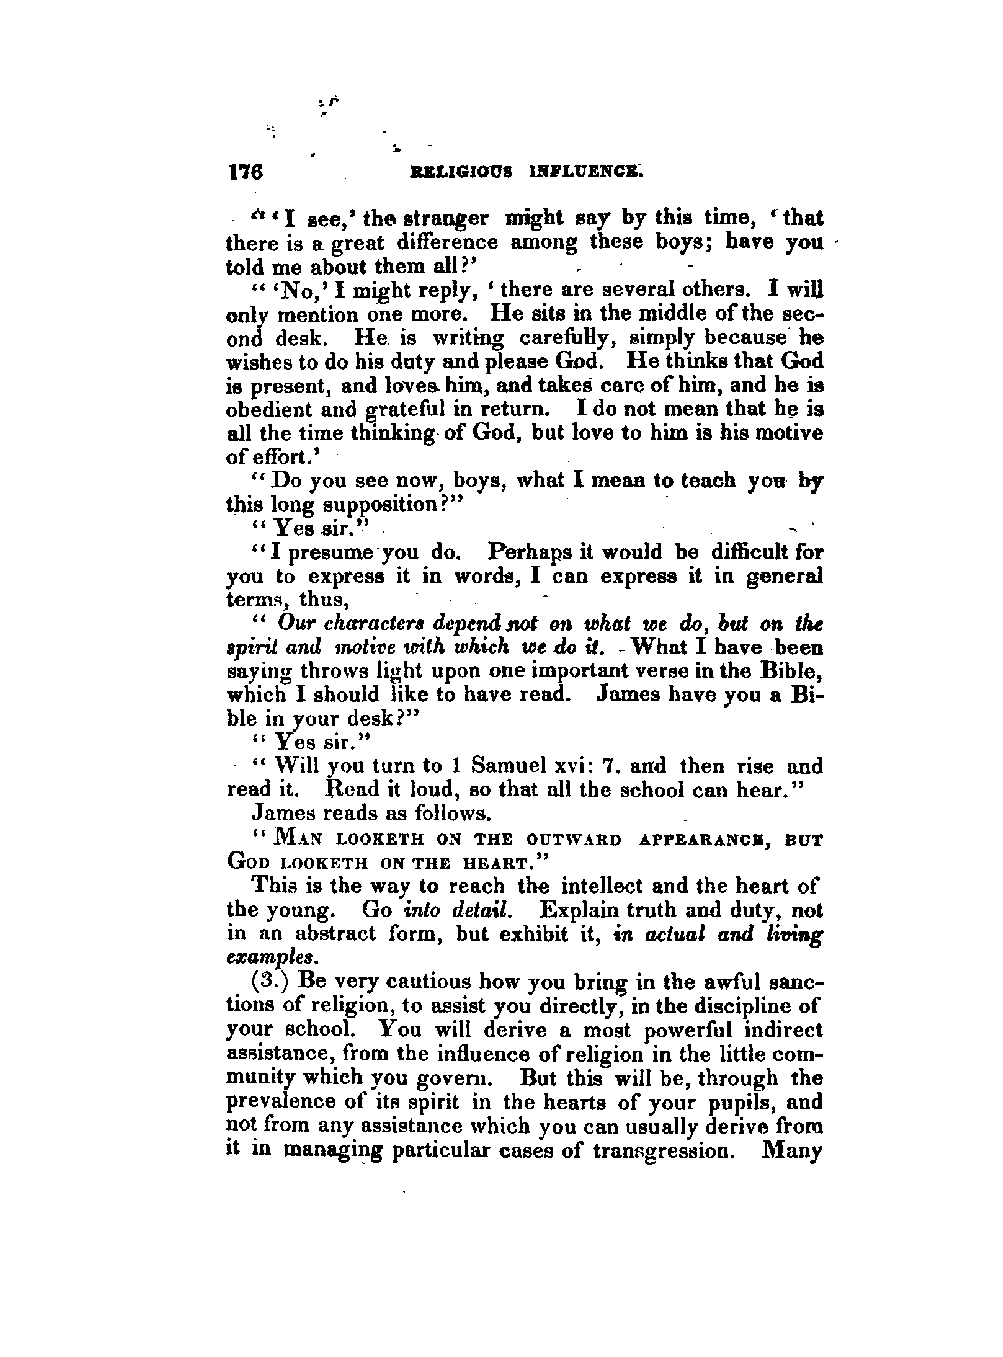 176 RELIGIOUS INFLUENCE.
“ ‘ I see,’ the stranger might say by this time, ‘ that
there is a great difference among these boys; have you
told me about them all?’
“ ‘No,’ I might reply, ‘ there are several others. I will
only mention one more. He sits in the middle of the sec-
ond desk. He is writing carefully, simply because he
wishes to do his duty and please God. He thinks that God
is present, and loves him, and takes care of him, and he is
obedient and grateful in return. I do not mean that he is
all the time thinking of God, but love to him is his motive
of effort.’
“ Do you see now, boys, what I mean to teach you by
this long supposition?”
“ Yes sir.”
“ I presume you do. Perhaps it would be difficult for
you to express it in words, I can express it in general
terms, thus,
“ Our characters depend not on what we do, but on the
spirit and motive with which we do it. What I have been
saying throws light upon one important verse in the Bible,
which I should like to have read. James have you a Bi-
ble in your desk?”
“ Yes sir.”
“ Will you turn to 1 Samuel xvi: 7. and then rise and
read it. Read it loud, so that all the school can hear.”
James reads as follows.
“ MAN LOOKETH ON THE OUTWARD APPEARANCE, BUT
GOD LOOKETH ON THE HEART.”
This is the way to reach the intellect and the heart of
the young. Go into detail. Explain truth and duty, not
in an abstract form, but exhibit it, in actual and living
examples.
(3.) Be very cautious how you bring in the awful sanc-
tions of religion, to assist you directly, in the discipline of
your school. You will derive a most powerful indirect
assistance, from the influence of religion in the little com-
munity which you govern. But this will be, through the
prevalence of its spirit in the hearts of your pupils, and
not from any assistance which you can usually derive from
it in managing particular cases of transgression. Many